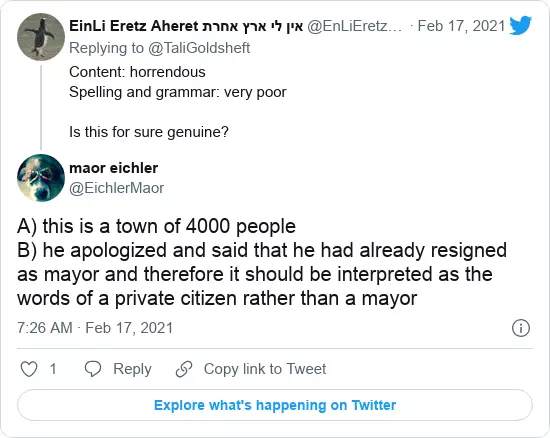 EinLi Eretz Aheret אין לי ארץ אחרת @EnLiEretz... · Feb 17, 2021
Replying to @TaliGoldsheft
Content: horrendous
Spelling and grammar: very poor
Is this for sure genuine?
maor eichler
@EichlerMaor
A) this is a town of 4000 people
B) he apologized and said that he had already resigned
as mayor and therefore it should be interpreted as the
words of a private citizen rather than a mayor
7:26 AM · Feb 17, 2021
1 Reply Copy link to Tweet
Explore what's happening on Twitter